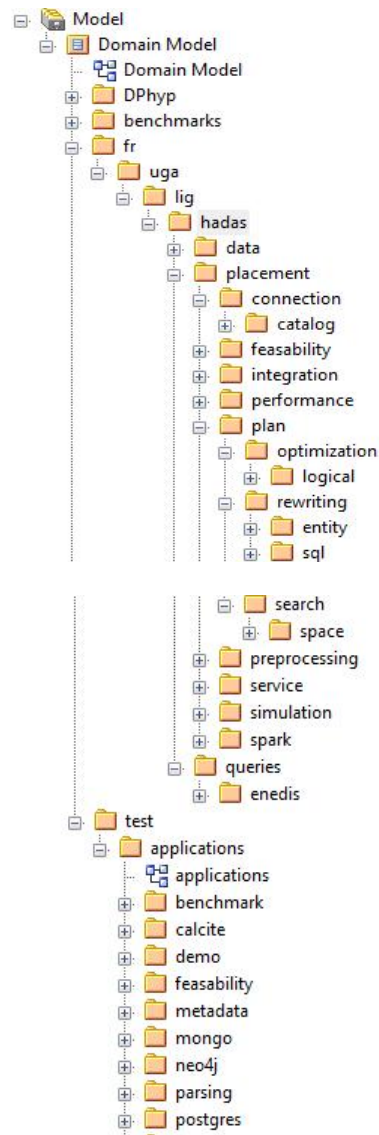 Model
Domain Model
Domain Model
DPhyp
benchmarks
fr
uga
lig
hadas
data
placement
connection
catalog
feasability
integration
performance
plan
optimization
logical
rewriting
entity
sql
search
space
preprocessing
service
simulation
spark
queries
enedis
test
applications
applications
benchmark
calcite
demo
feasability
metadata
mongo
neo4j
parsing
postgres